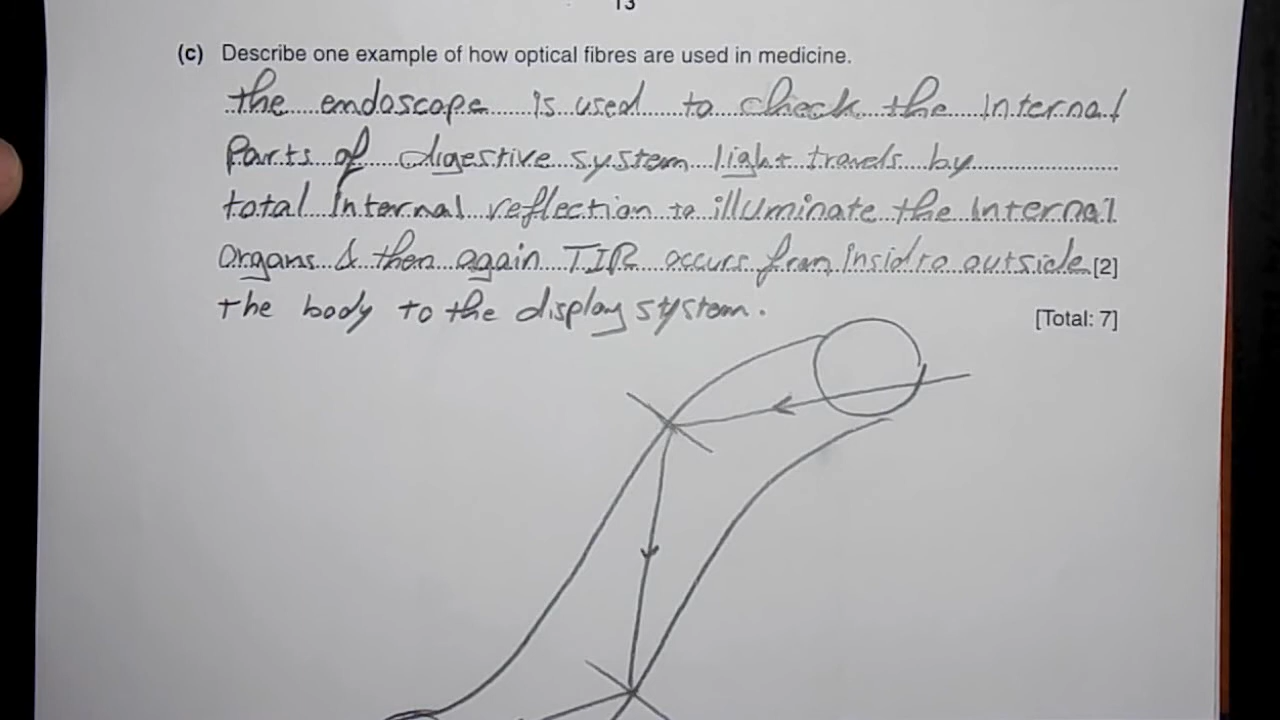 13
(c) Describe one example of how optical fibres are used in medicine.
the endoscope is used to check the internal
Parts of digestive system light travels by
total Internal reflection to illuminate the internal
organs & then again TIR occurs from insid to outside [2]
the body to the display system.
[Total: 7]